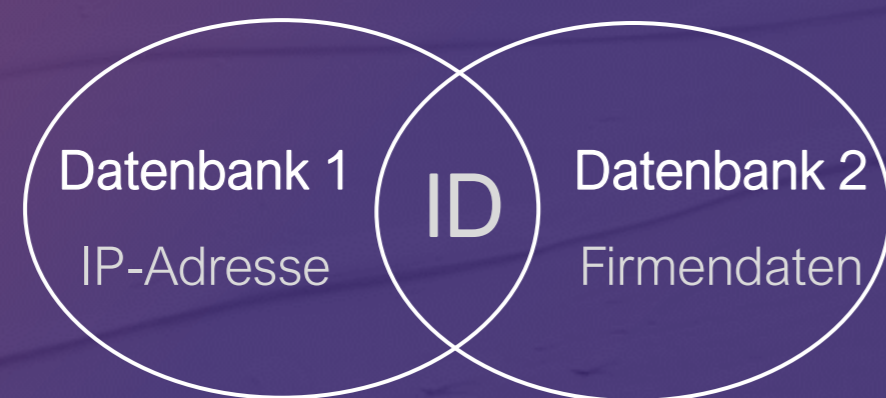 Datenbank 1
IP-Adresse
ID
Datenbank 2
Firmendaten